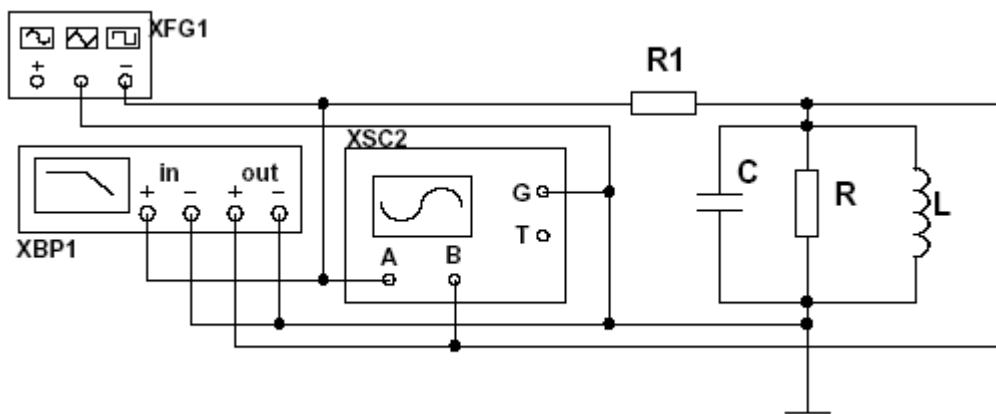 XFG1
+ −
R1
XSC2
in out
+ − + −
XBP1
G
T
A B
C
R
L